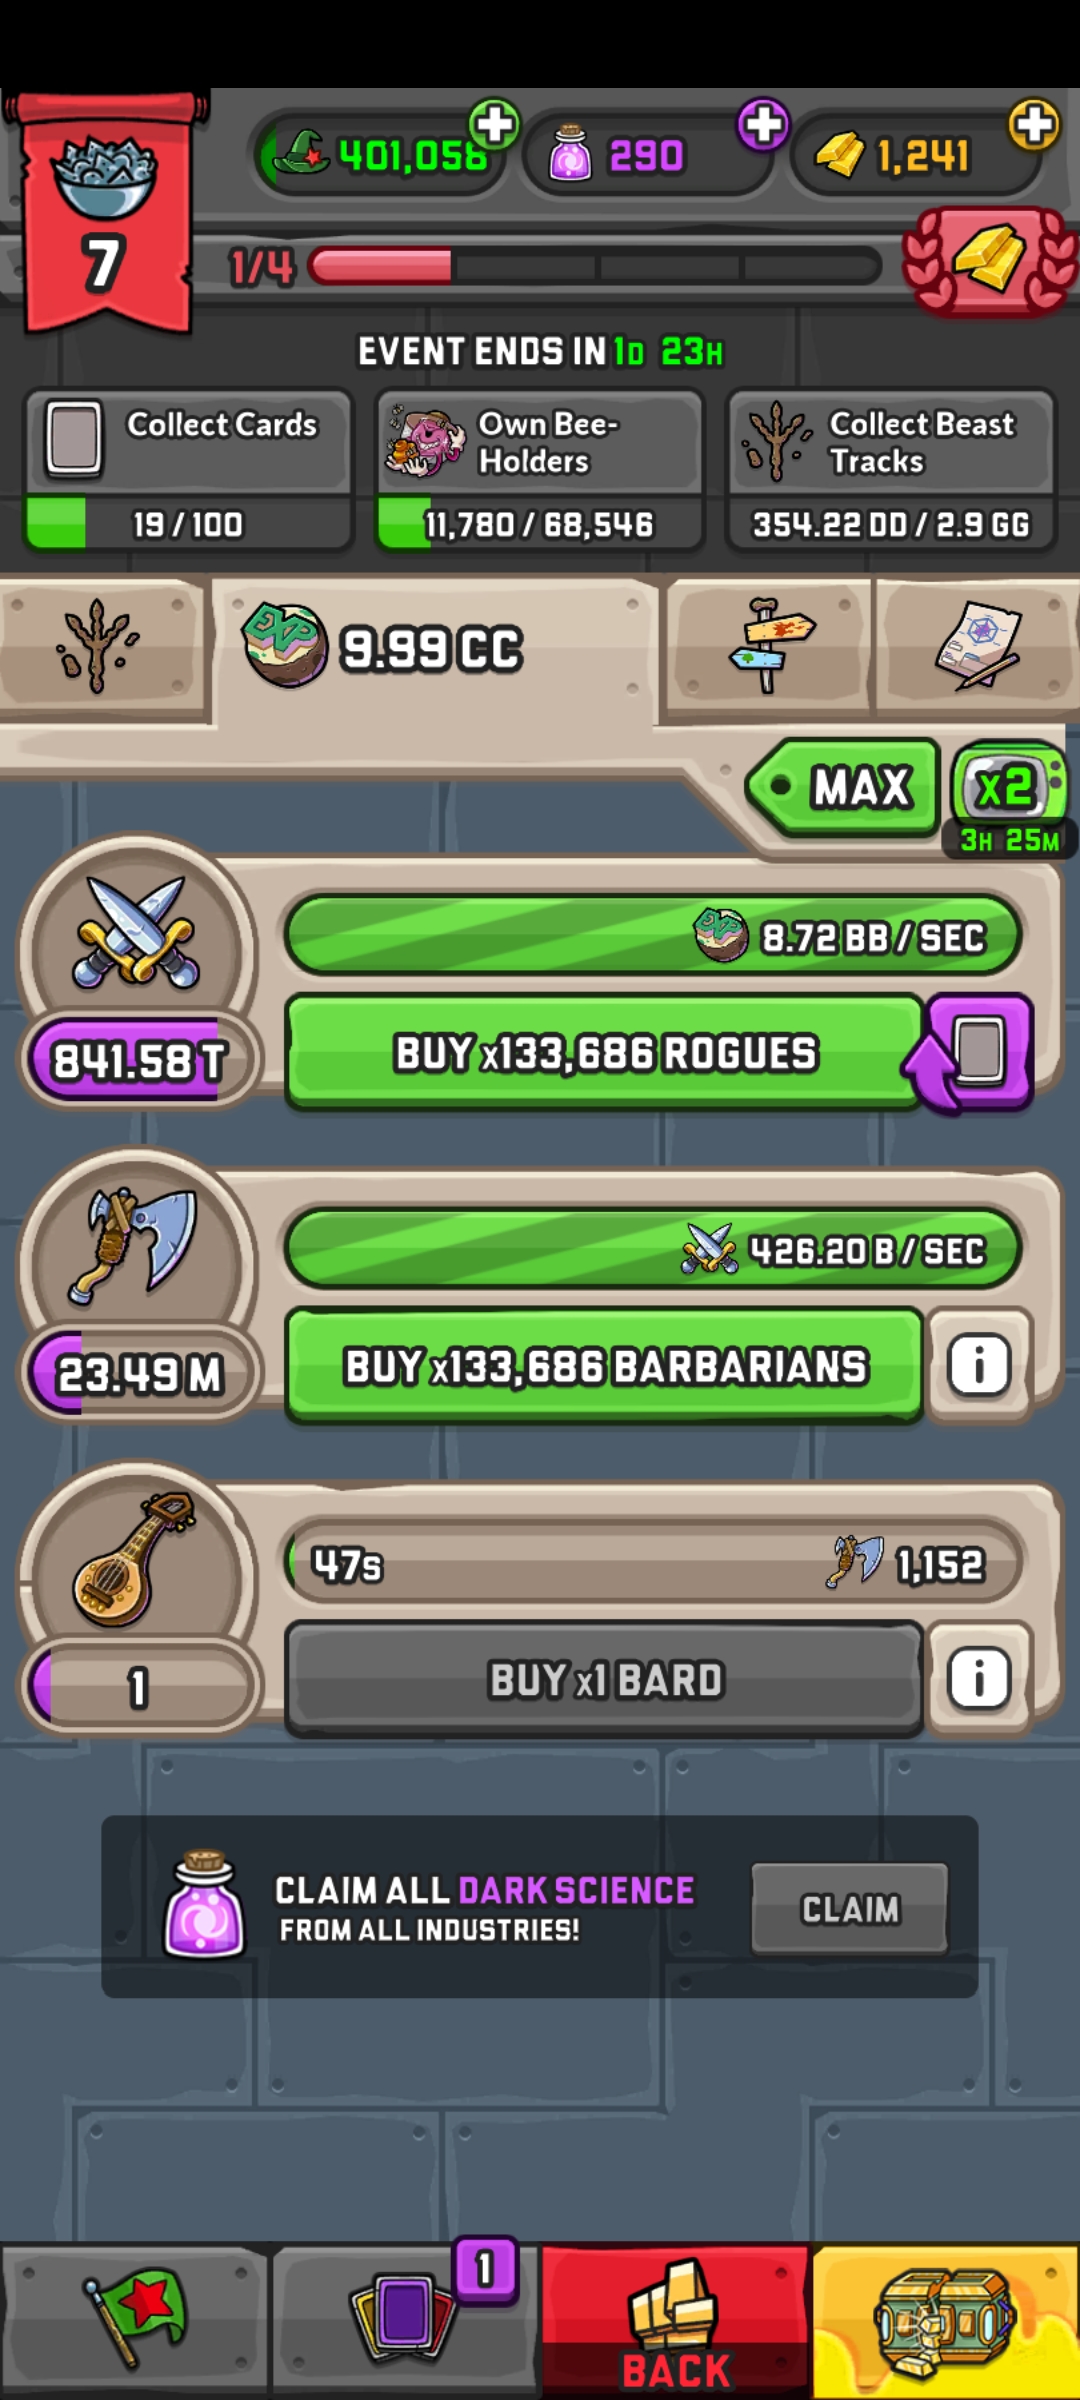 401,058
290
1,241
7
1/4
EVENT ENDS IN 1D 23H
Collect Cards
19 / 100
Own Bee-
Holders
11,780 / 68,546
Collect Beast
Tracks
354.22 DD / 2.9 GG
EXP
9.99 CC
MAX
x2
3H 25M
EXP
8.72 BB / SEC
841.58 T
BUY x133,686 ROGUES
426.20 B / SEC
23.49 M
BUY x133,686 BARBARIANS
i
47s
1,152
1
BUY x1 BARD
i
CLAIM ALL DARK SCIENCE
FROM ALL INDUSTRIES!
CLAIM
1
BACK